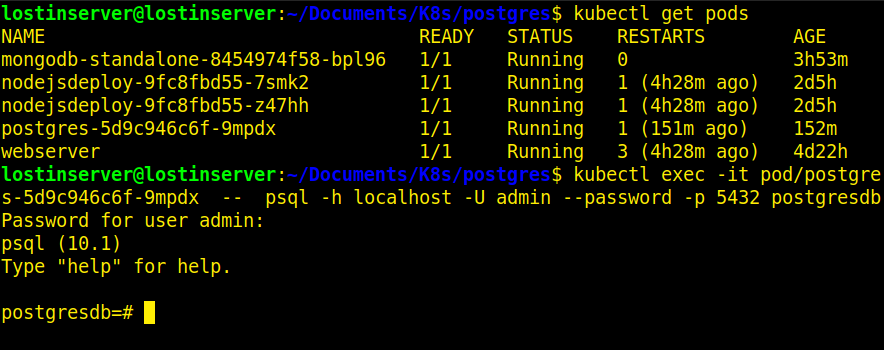 lostinserver@lostinserver:~/Documents/K8s/postgres$ kubectl get pods
NAME                                  READY   STATUS    RESTARTS        AGE
mongodb-standalone-8454974f58-bpl96   1/1     Running   0               3h53m
nodejsdeploy-9fc8fbd55-7smk2          1/1     Running   1 (4h28m ago)   2d5h
nodejsdeploy-9fc8fbd55-z47hh          1/1     Running   1 (4h28m ago)   2d5h
postgres-5d9c946c6f-9mpdx             1/1     Running   1 (151m ago)    152m
webserver                             1/1     Running   3 (4h28m ago)   4d22h
lostinserver@lostinserver:~/Documents/K8s/postgres$ kubectl exec -it pod/postgre
s-5d9c946c6f-9mpdx  --  psql -h localhost -U admin --password -p 5432 postgresdb
Password for user admin:
psql (10.1)
Type "help" for help.
postgresdb=#